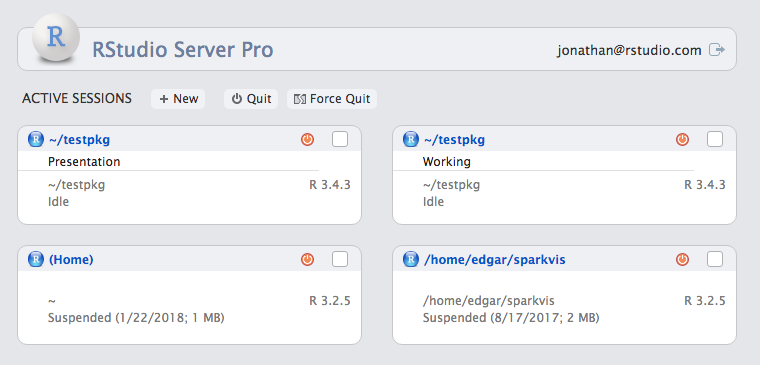 R RStudio Server Pro
jonathan@rstudio.com
ACTIVE SESSIONS + New Quit Force Quit
R ~/testpkg
Presentation
~/testpkg R 3.4.3
Idle
R ~/testpkg
Working
~/testpkg R 3.4.3
Idle
R (Home)
~ R 3.2.5
Suspended (1/22/2018; 1 MB)
R /home/edgar/sparkvis
/home/edgar/sparkvis R 3.2.5
Suspended (8/17/2017; 2 MB)